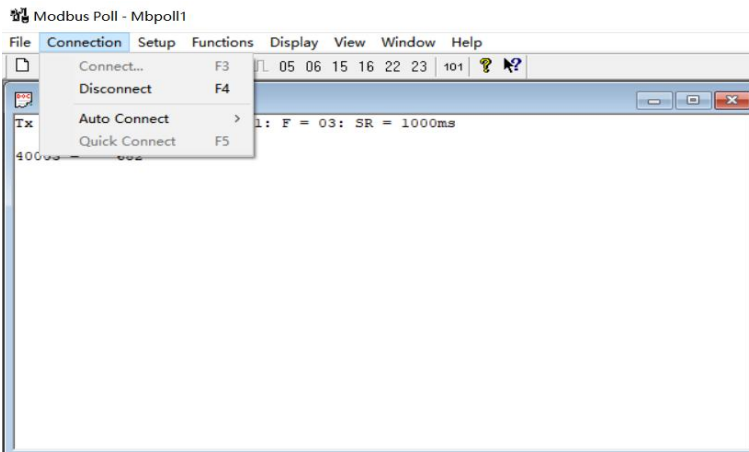 Modbus Poll - Mbpoll1
File Connection Setup Functions Display View Window Help
Connect... F3
05 06 15 16 22 23 101
Disconnect F4
Auto Connect >
Quick Connect F5
Tx
1: F = 03: SR = 1000ms